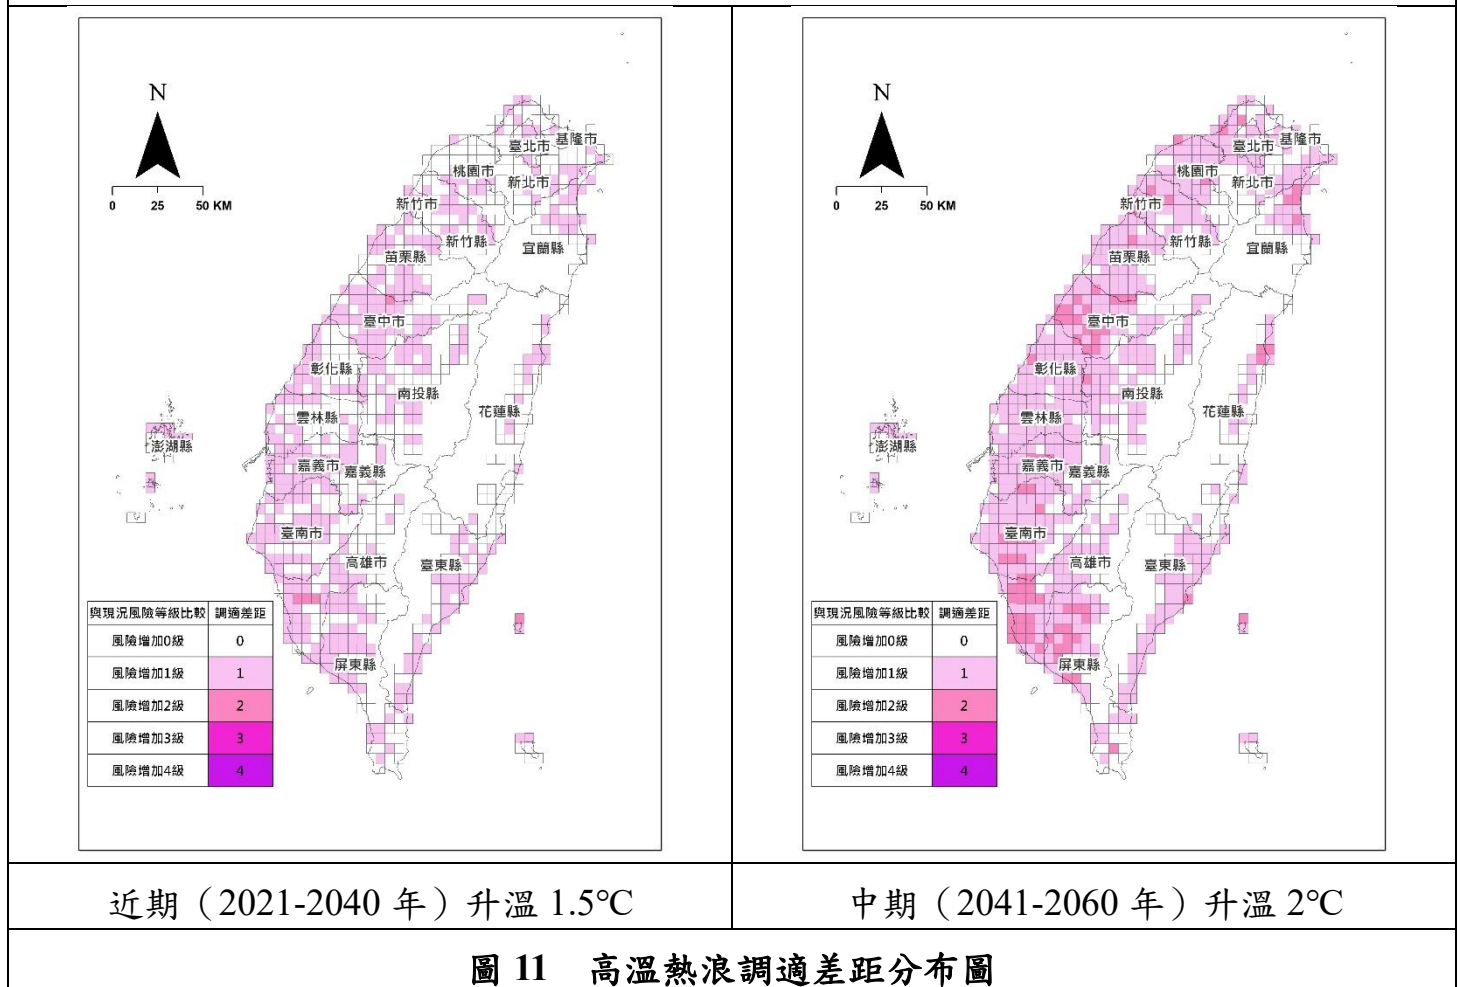 N
0 25 50 KM
基隆市
臺北市
桃園市
新北市
新竹市
新竹縣
宜蘭縣
苗栗縣
臺中市
彰化縣
南投縣
花蓮縣
雲林縣
澎湖縣
嘉義市
嘉義縣
臺南市
高雄市
臺東縣
屏東縣
與現況風險等級比較 調適差距
風險增加0級 0
風險增加1級 1
風險增加2級 2
風險增加3級 3
風險增加4級 4
N
0 25 50 KM
基隆市
臺北市
桃園市
新北市
新竹市
新竹縣
宜蘭縣
苗栗縣
臺中市
彰化縣
南投縣
花蓮縣
雲林縣
澎湖縣
嘉義市
嘉義縣
臺南市
高雄市
臺東縣
屏東縣
與現況風險等級比較 調適差距
風險增加0級 0
風險增加1級 1
風險增加2級 2
風險增加3級 3
風險增加4級 4
近期（2021-2040 年）升溫 1.5°C
中期（2041-2060 年）升溫 2°C
圖 11 高溫熱浪調適差距分布圖